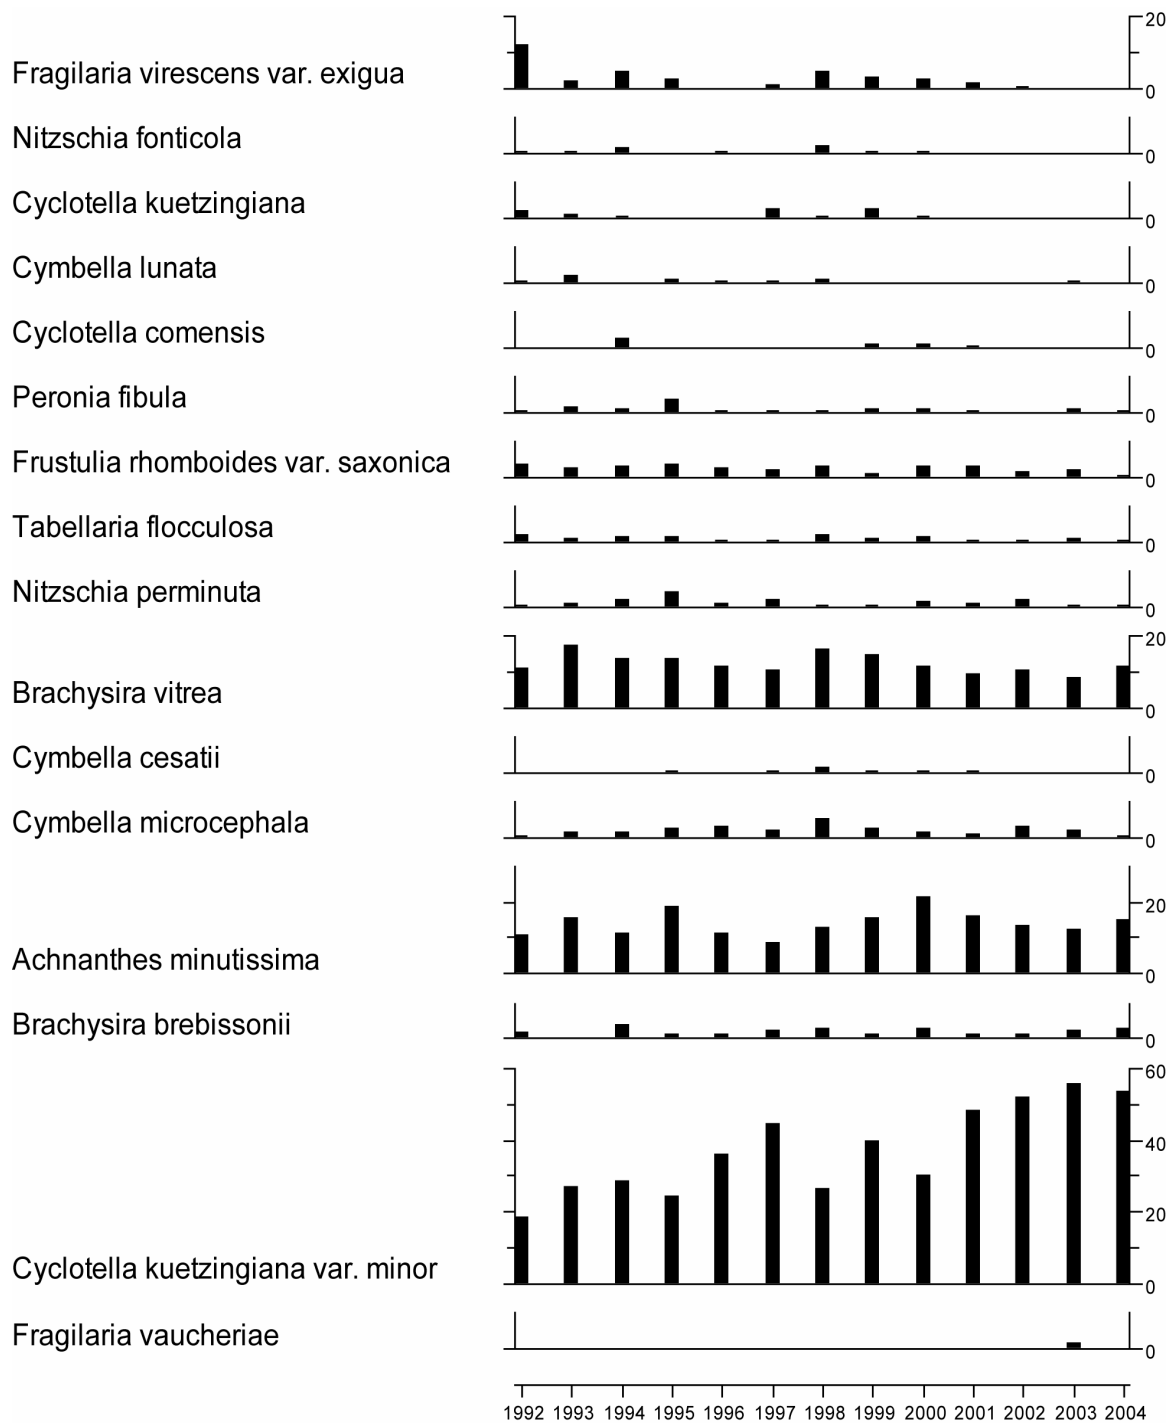 20
Fragilaria virescens var. exigua
0
Nitzschia fonticola
0
Cyclotella kuetzingiana
0
Cymbella lunata
0
Cyclotella comensis
0
Peronia fibula
0
Frustulia rhomboides var. saxonica
0
Tabellaria flocculosa
0
Nitzschia perminuta
0
20
Brachysira vitrea
0
Cymbella cesatii
0
Cymbella microcephala
0
20
Achnanthes minutissima
0
Brachysira brebissonii
0
60
40
20
Cyclotella kuetzingiana var. minor
0
Fragilaria vaucheriae
0
1992 1993 1994 1995 1996 1997 1998 1999 2000 2001 2002 2003 2004